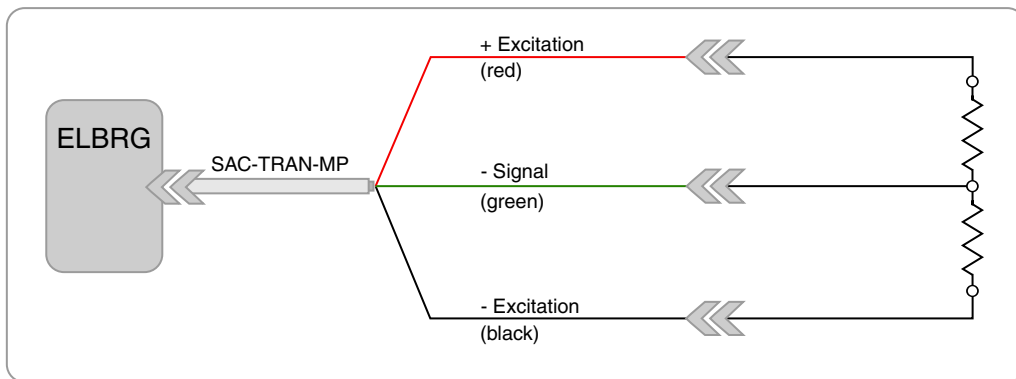 + Excitation
(red)
ELBRG
SAC-TRAN-MP
- Signal
(green)
- Excitation
(black)